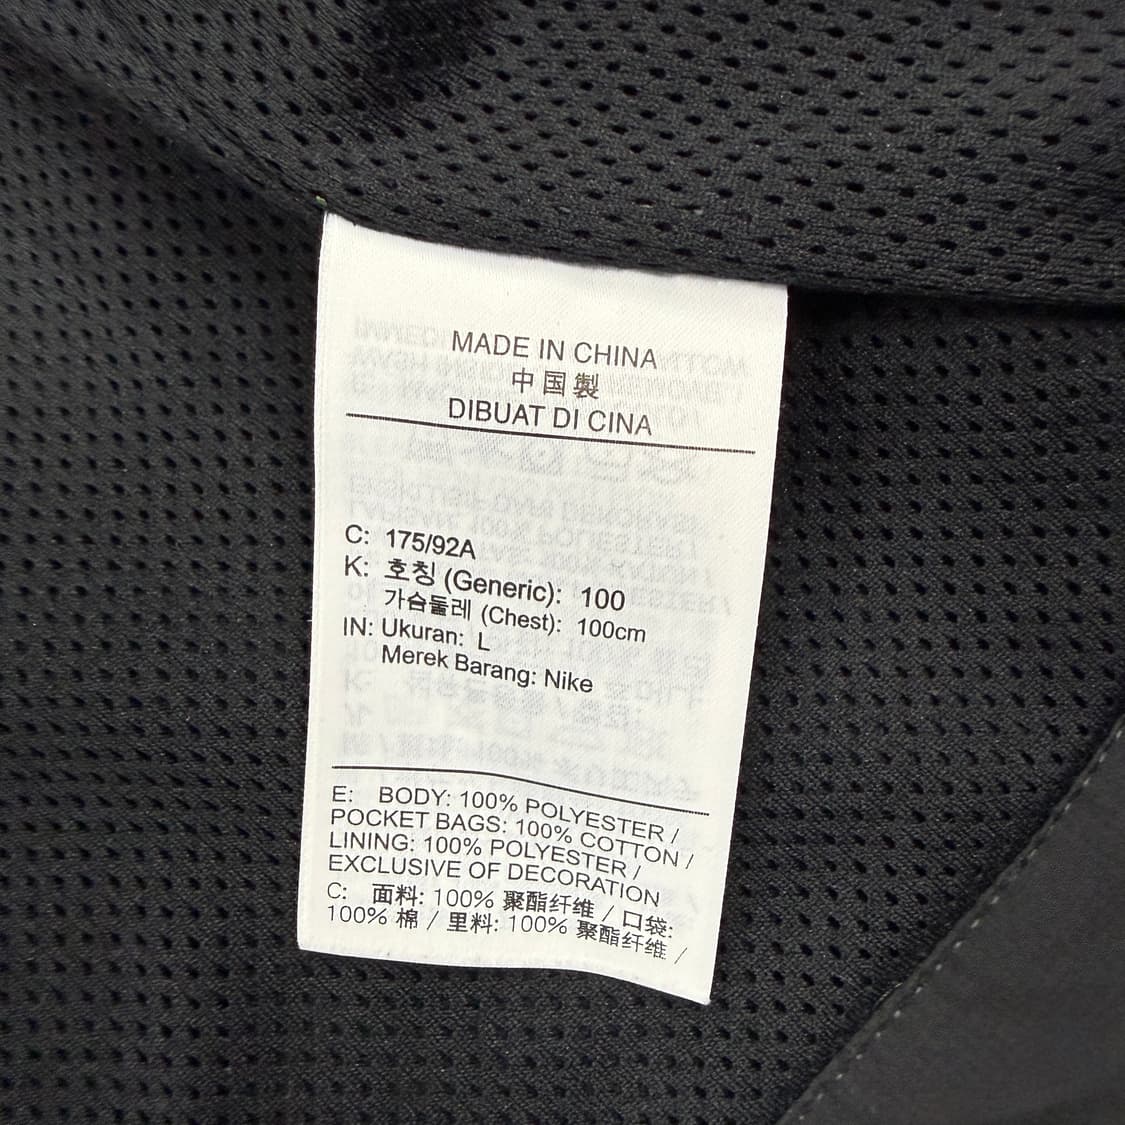 MADE IN CHINA
中国製
DIBUAT DI CINA
C: 175/92A
K: 호칭 (Generic): 100
가슴둘레 (Chest): 100cm
IN: Ukuran: L
Merek Barang: Nike
E: BODY: 100% POLYESTER /
POCKET BAGS: 100% COTTON /
LINING: 100% POLYESTER /
EXCLUSIVE OF DECORATION
C: 面料: 100% 聚酯纤维 / 口袋:
100% 棉 / 里料: 100% 聚酯纤维 /